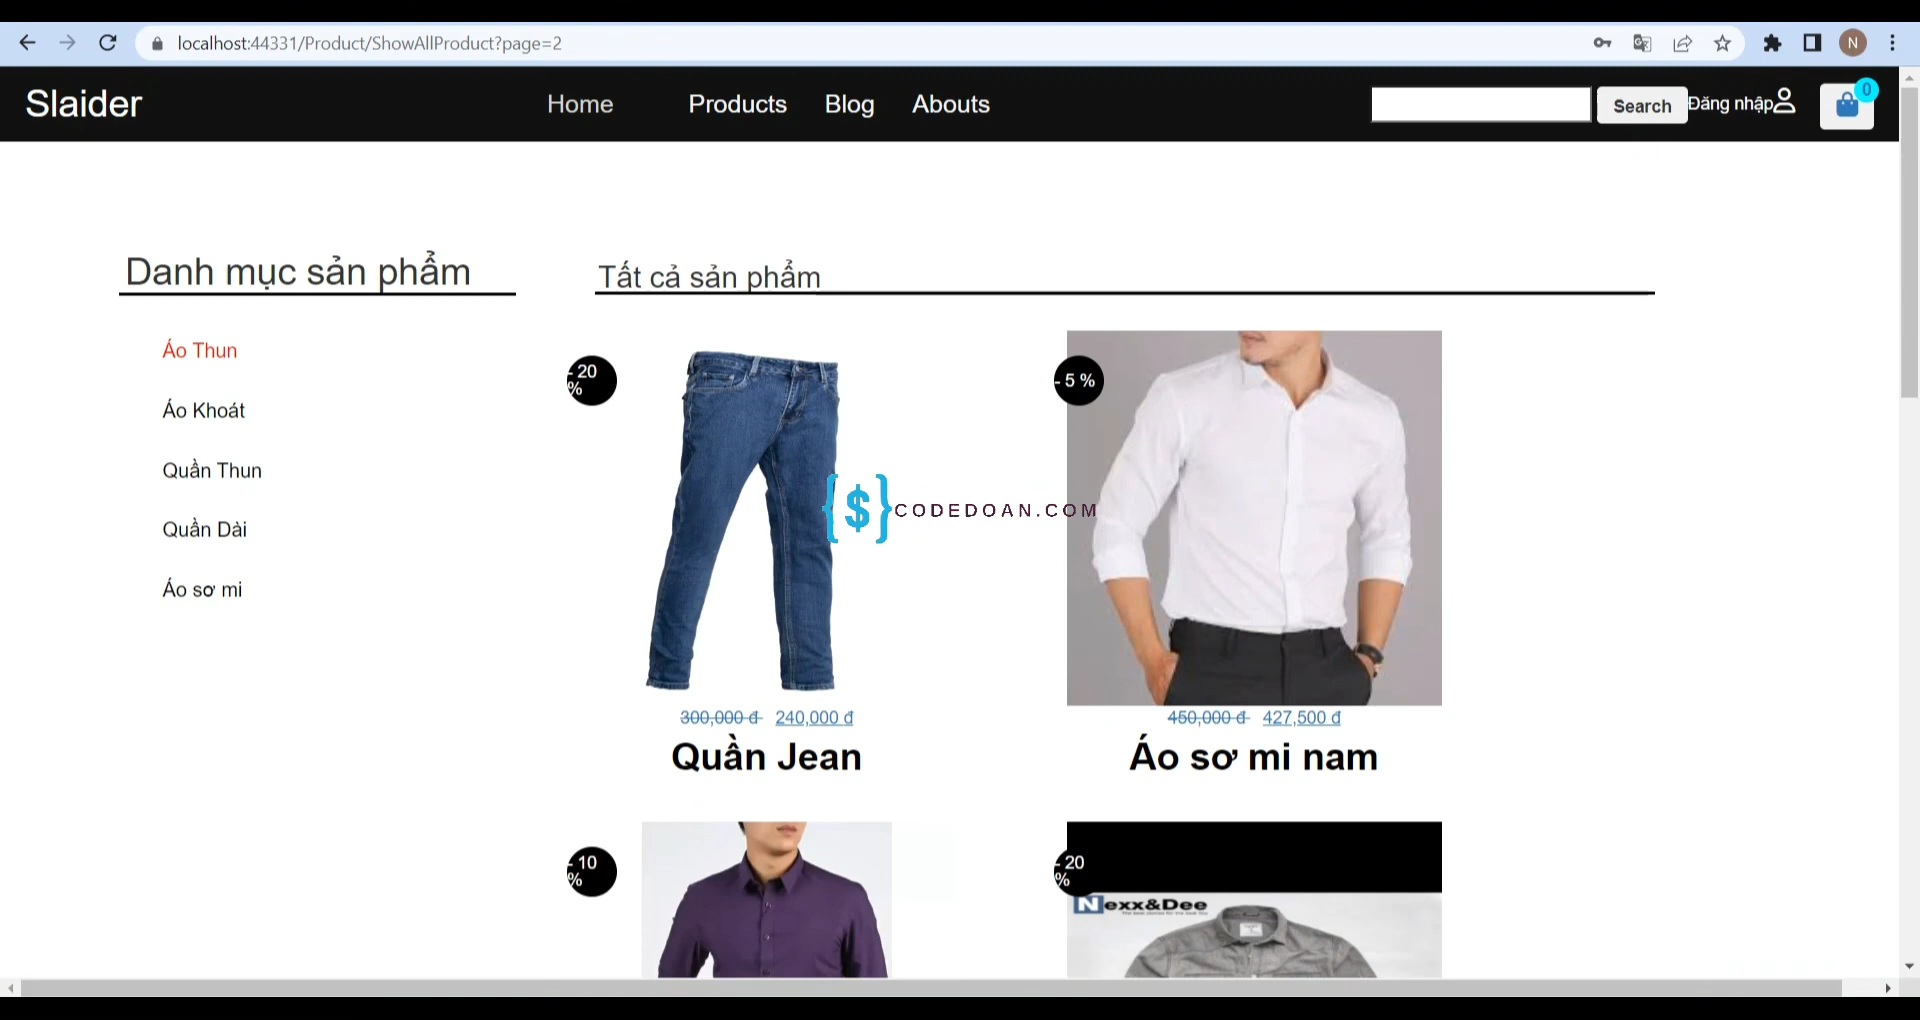 localhost:44331/Product/ShowAllProduct?page=2
N
Slaider
Home
Products
Blog
Abouts
Search
Đăng nhập
0
Danh mục sản phẩm
Áo Thun
Áo Khoát
Quần Thun
Quần Dài
Áo sơ mi
Tất cả sản phẩm
- 20
%
- 5 %
{$}CODEDOAN.COM
300,000 đ 240,000 đ
Quần Jean
450,000 đ 427,500 đ
Áo sơ mi nam
- 10
%
- 20
%
Nexx&Dee